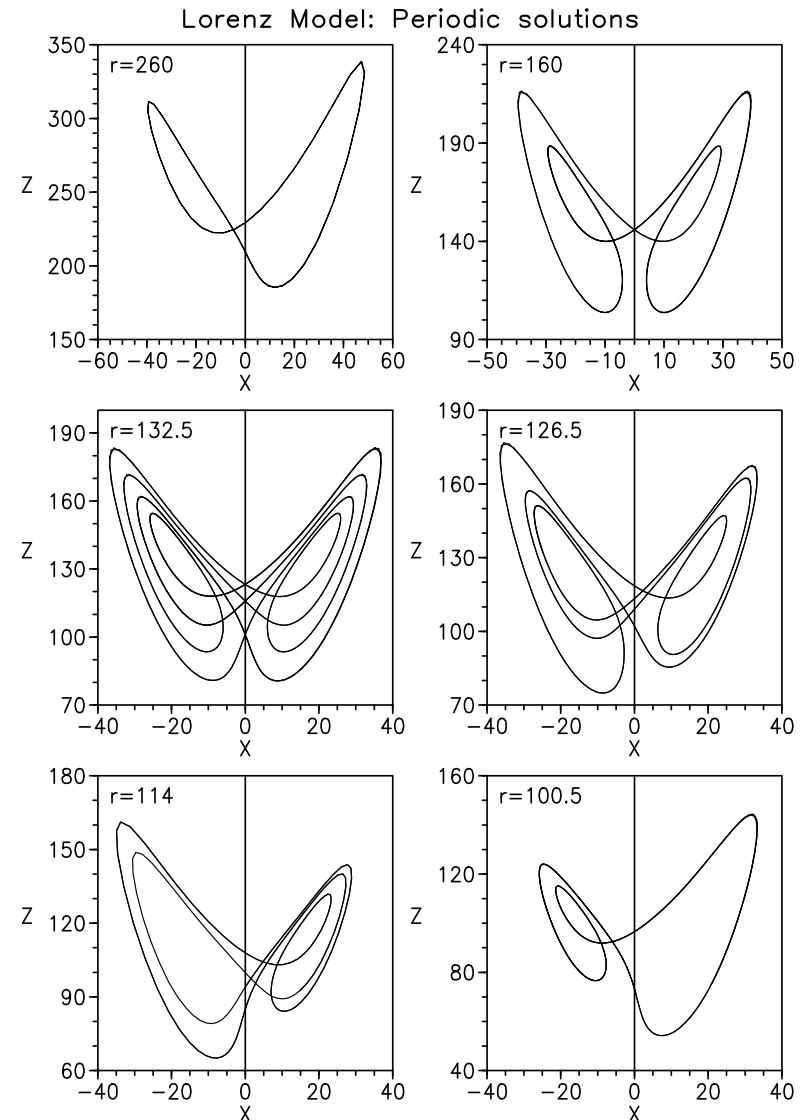 Lorenz Model: Periodic solutions
350
300
250
200
150
Z
r=260
−60 −40 −20 0 20 40 60
X
240
190
140
90
Z
r=160
−50 −30 −10 10 30 50
X
190
160
130
100
70
Z
r=132.5
−40 −20 0 20 40
X
190
160
130
100
70
Z
r=126.5
−40 −20 0 20 40
X
180
150
120
90
60
Z
r=114
−40 −20 0 20 40
X
160
120
80
40
Z
r=100.5
−40 −20 0 20 40
X